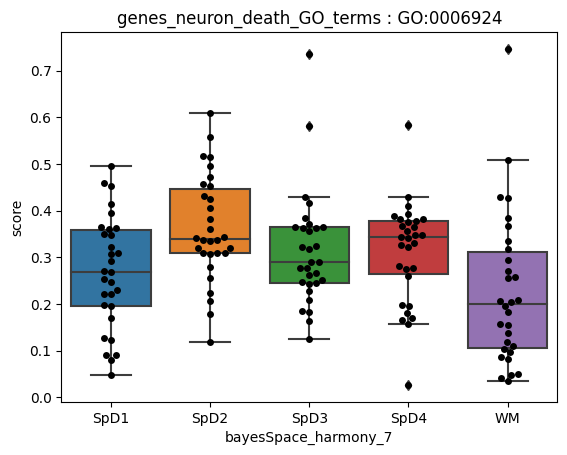 genes_neuron_death_GO_terms : GO:0006924
score
0.7
0.6
0.5
0.4
0.3
0.2
0.1
0.0
SpD1 SpD2 SpD3 SpD4 WM
bayesSpace_harmony_7